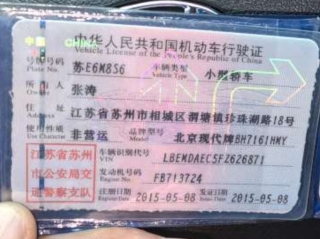 中国 CHINA
中华人民共和国机动车行驶证
Vehicle License of the People's Republic of China
号牌号码 苏E6M8S6 车辆类型 小型轿车
Plate No. Vehicle Type
所有人 张涛
Owner
住址 江苏省苏州市相城区渭塘镇珍珠湖路18号
Address
使用性质 非营运 品牌型号 北京现代牌BH7161HMY
Use Character Model
江苏省苏州市公安局交通巡警察支队
车辆识别代号 LBEMDAEC5FZ626871
VIN
发动机号码 FB713724
Engine No.
注册日期 2015-05-08 发证日期 2015-05-08
Register Date Issue Date